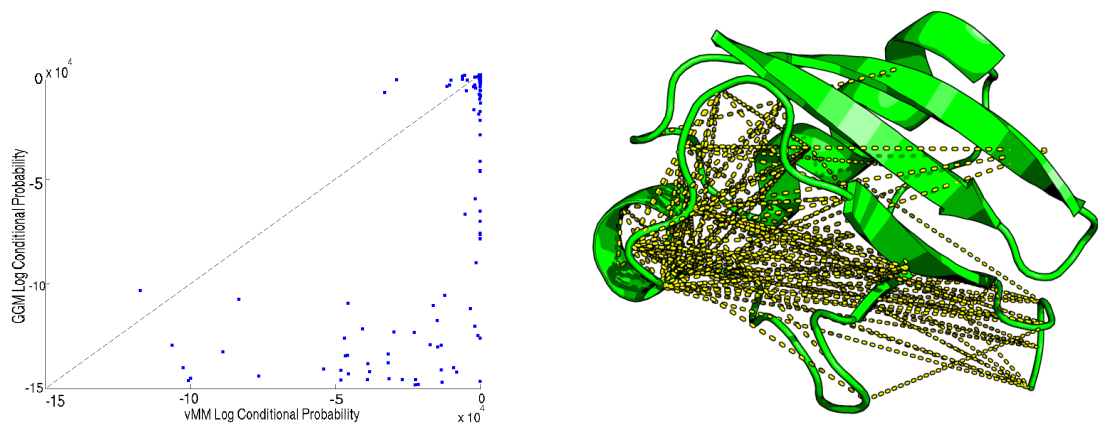 0 x 10^4
-5
-10
-15
-15 -10 -5 0
x 10^4
vMM Log Conditional Probability
GGM Log Conditional Probability